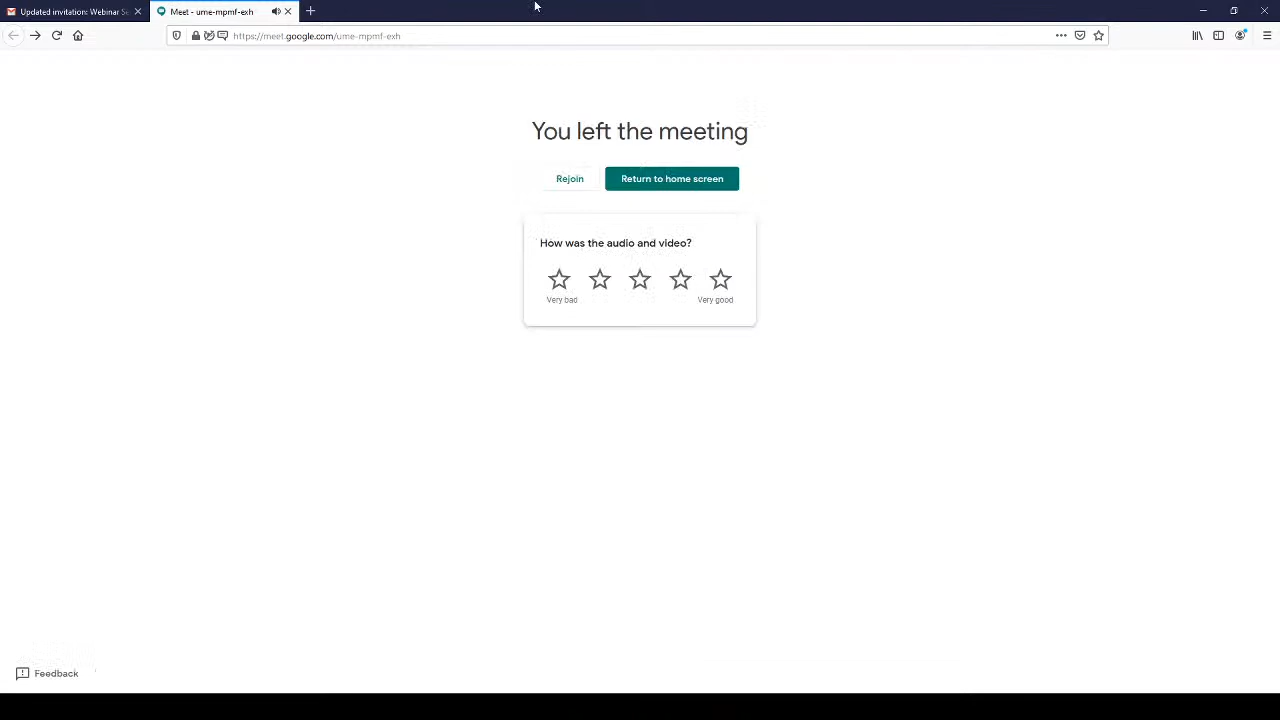 Updated invitation: Webinar Se
Meet - ume-mpmf-exh
https://meet.google.com/ume-mpmf-exh
You left the meeting
Rejoin
Return to home screen
How was the audio and video?
Very bad
Very good
Feedback